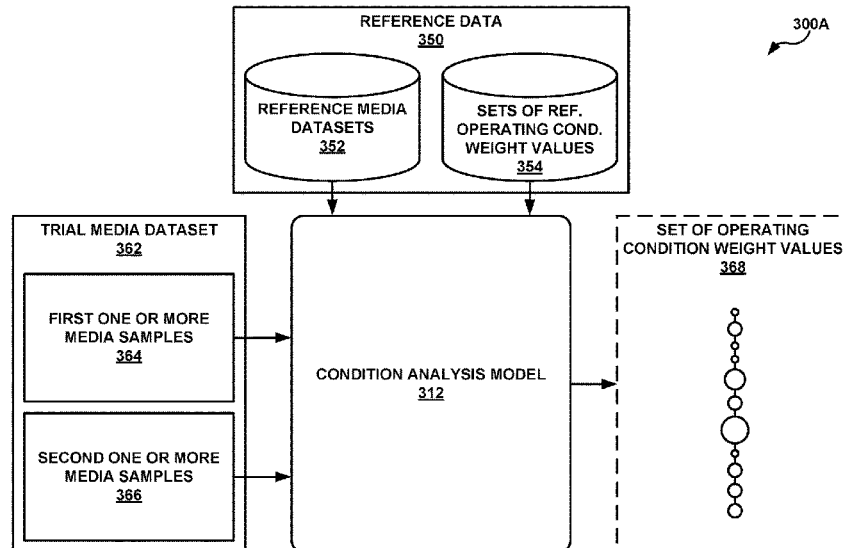 REFERENCE DATA
350
300A
REFERENCE MEDIA
DATASETS
352
SETS OF REF.
OPERATING COND.
WEIGHT VALUES
354
TRIAL MEDIA DATASET
362
FIRST ONE OR MORE
MEDIA SAMPLES
364
SECOND ONE OR MORE
MEDIA SAMPLES
366
CONDITION ANALYSIS MODEL
312
SET OF OPERATING
CONDITION WEIGHT VALUES
368